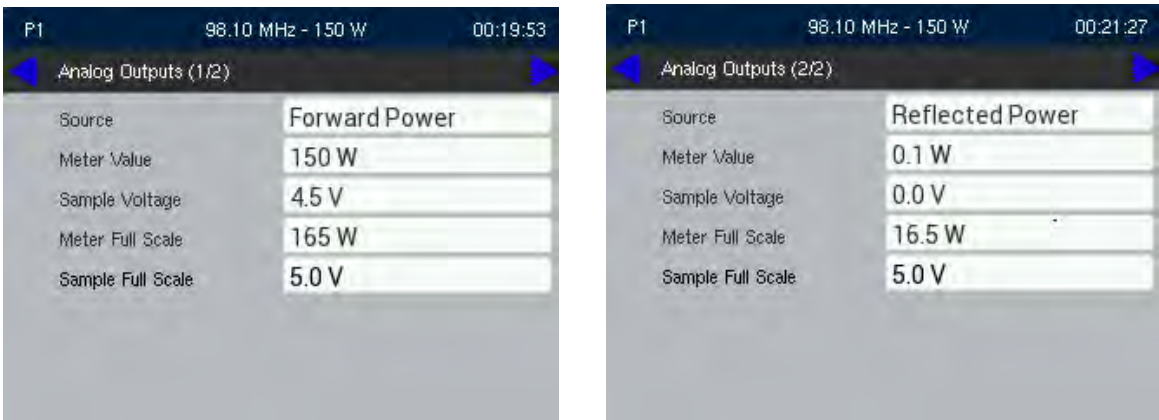 P1 98.10 MHz - 150 W 00:19:53
Analog Outputs (1/2)
Source Forward Power
Meter Value 150 W
Sample Voltage 4.5 V
Meter Full Scale 165 W
Sample Full Scale 5.0 V
P1 98.10 MHz - 150 W 00:21:27
Analog Outputs (2/2)
Source Reflected Power
Meter Value 0.1 W
Sample Voltage 0.0 V
Meter Full Scale 16.5 W
Sample Full Scale 5.0 V